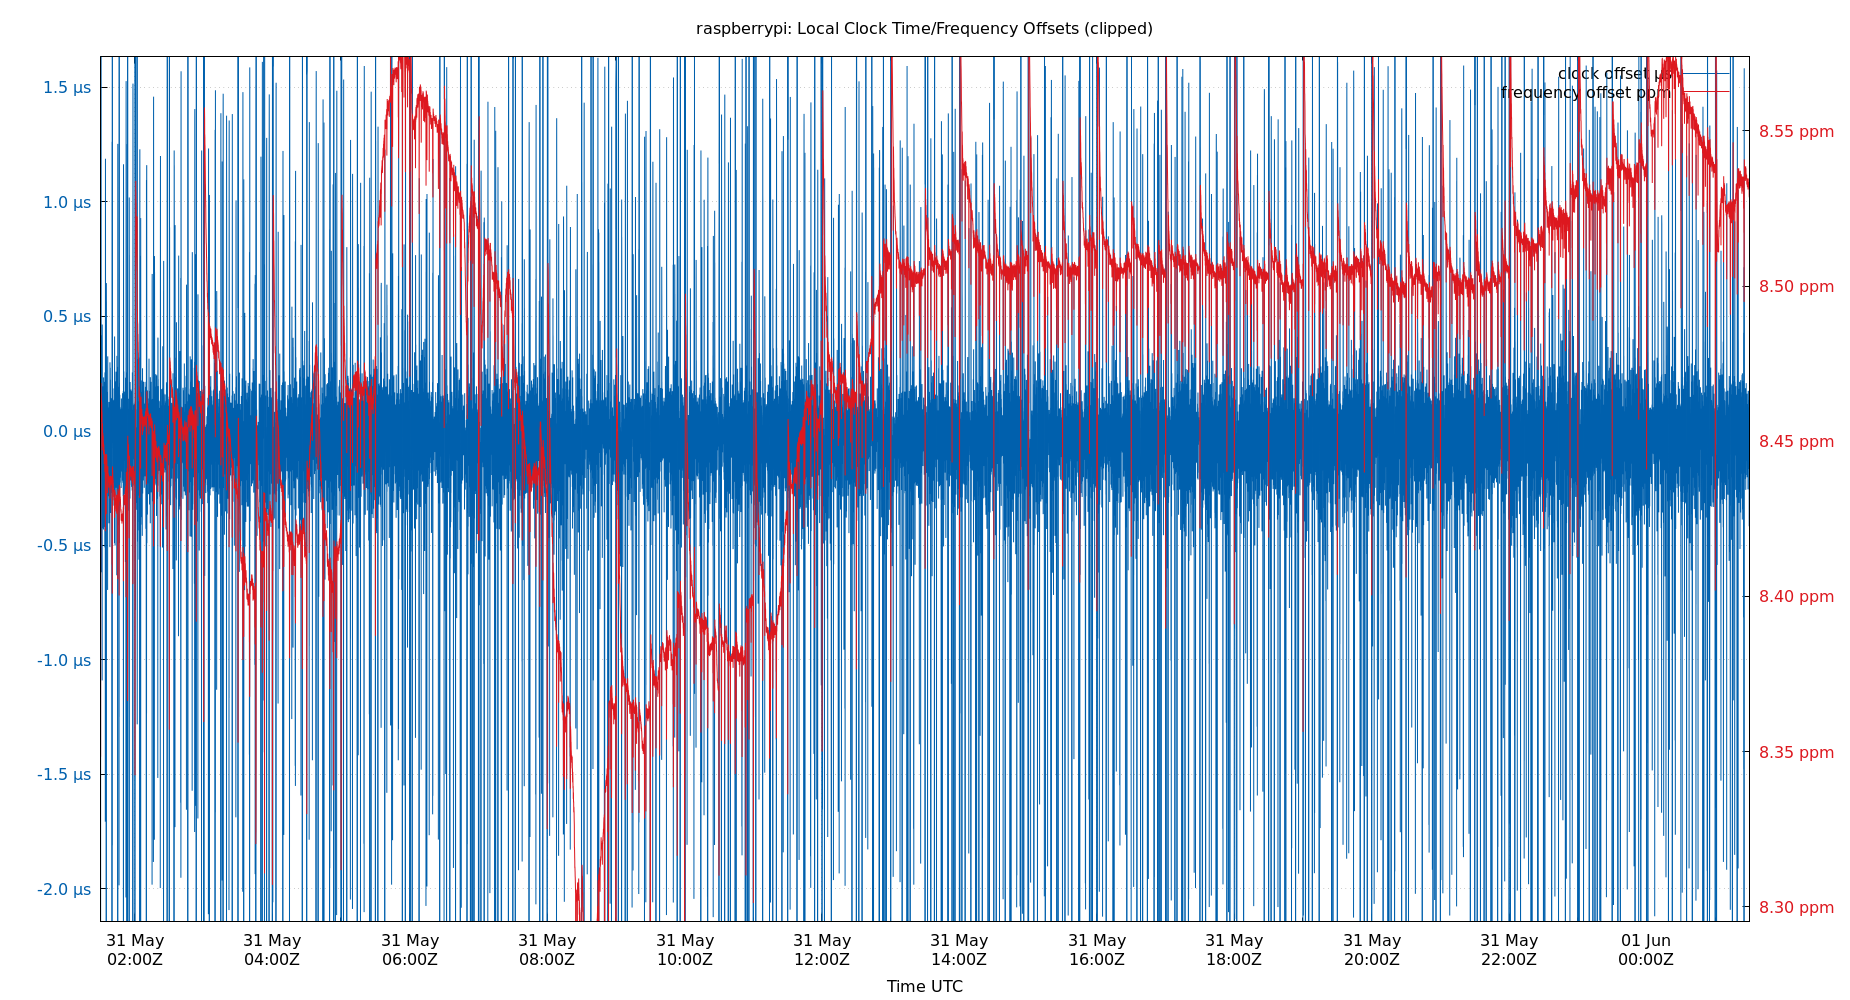 raspberrypi: Local Clock Time/Frequency Offsets (clipped)
clock offset µs
frequency offset ppm
1.5 µs
1.0 µs
0.5 µs
0.0 µs
-0.5 µs
-1.0 µs
-1.5 µs
-2.0 µs
8.55 ppm
8.50 ppm
8.45 ppm
8.40 ppm
8.35 ppm
8.30 ppm
31 May 31 May 31 May 31 May 31 May 31 May 31 May 31 May 31 May 31 May 31 May 01 Jun
02:00Z 04:00Z 06:00Z 08:00Z 10:00Z 12:00Z 14:00Z 16:00Z 18:00Z 20:00Z 22:00Z 00:00Z
Time UTC